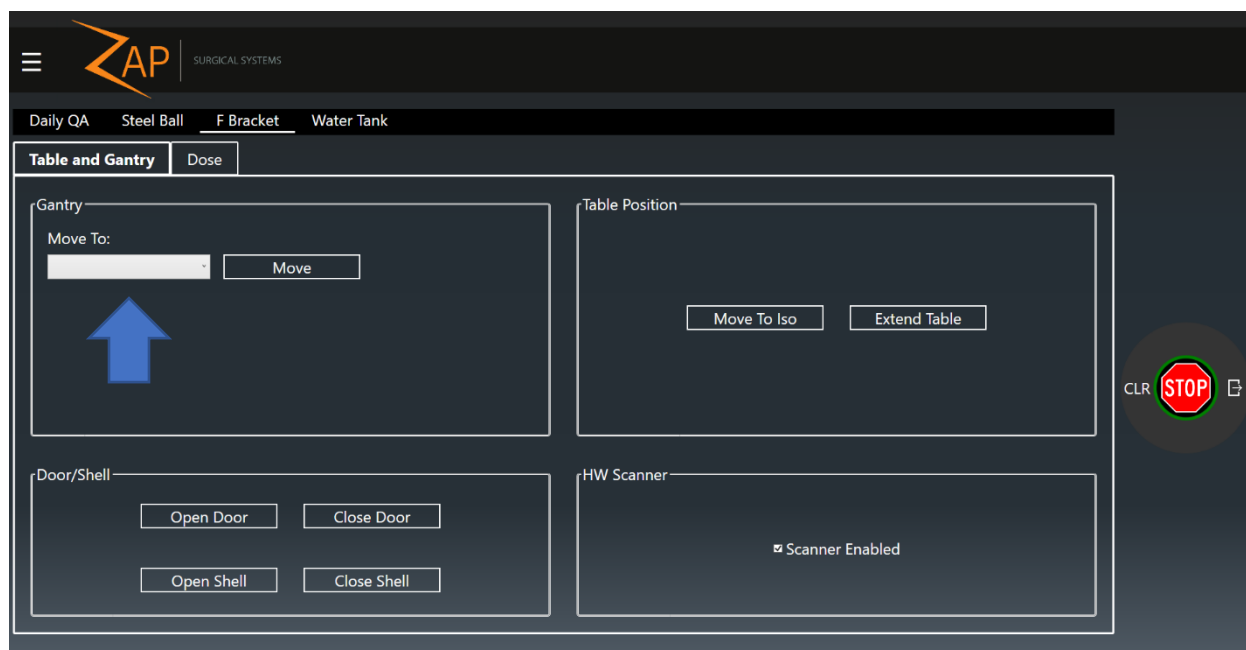 ZAP SURGICAL SYSTEMS
Daily QA Steel Ball F Bracket Water Tank
Table and Gantry Dose
Gantry
Move To:
Move
Table Position
Move To Iso Extend Table
CLR STOP
Door/Shell
Open Door Close Door
Open Shell Close Shell
HW Scanner
Scanner Enabled